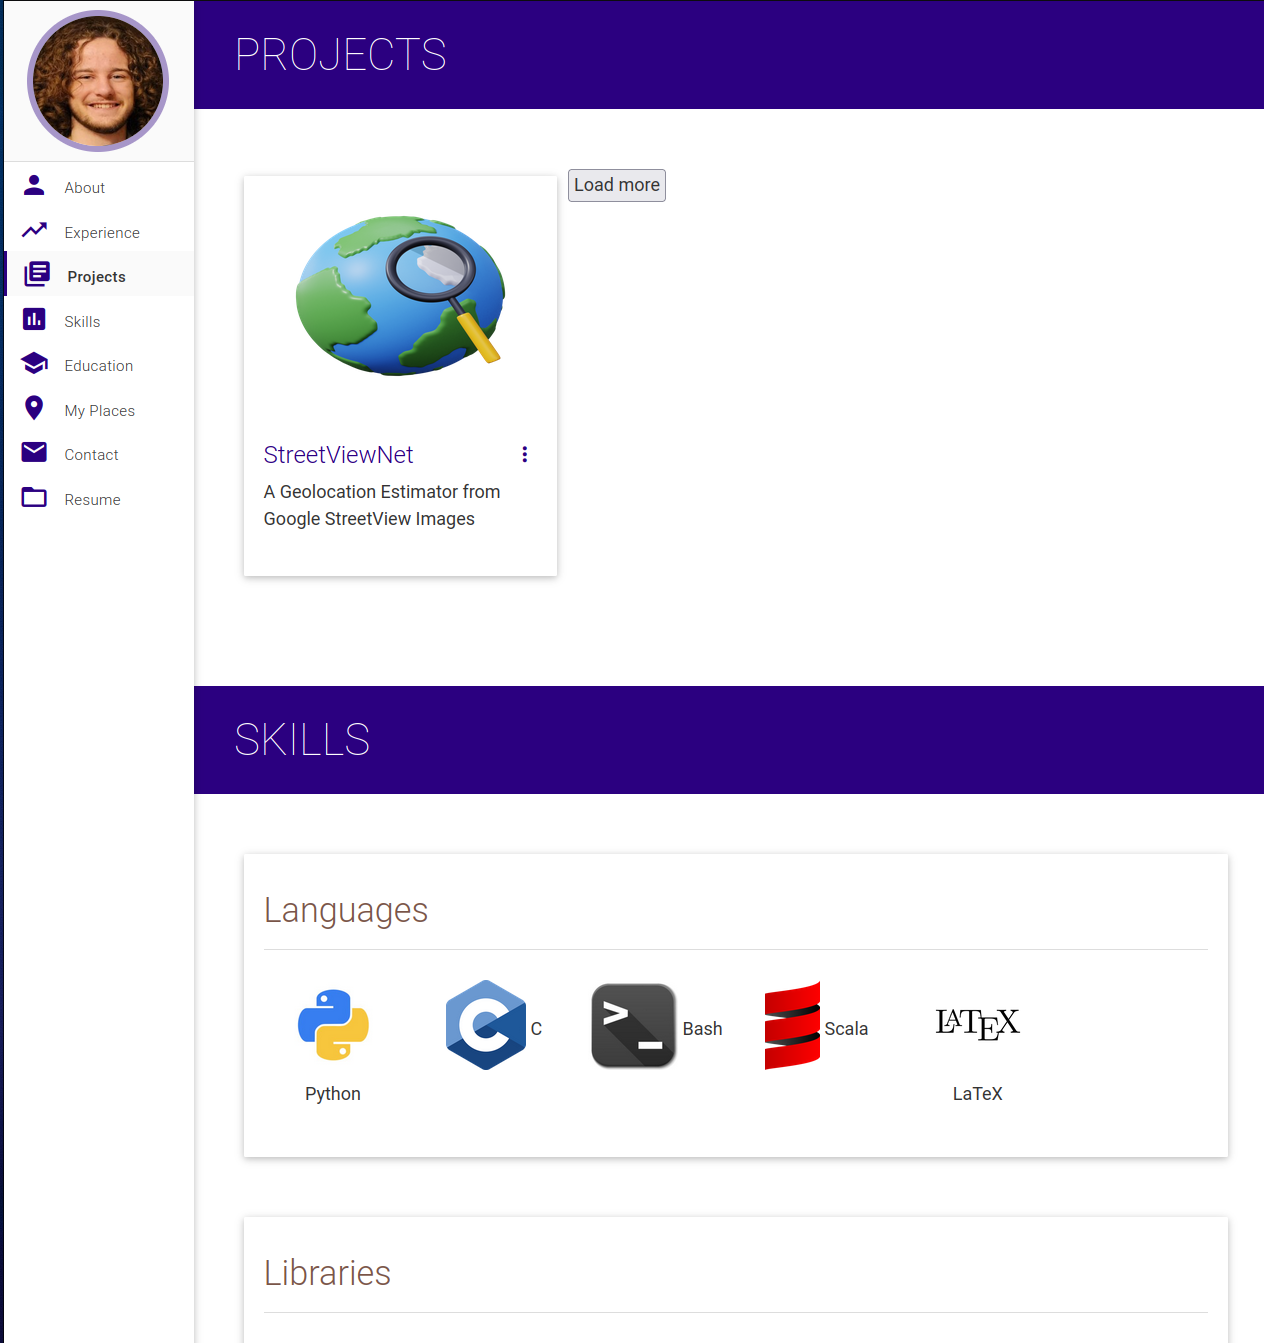 About
Experience
Projects
Skills
Education
My Places
Contact
Resume
PROJECTS
Load more
StreetViewNet
A Geolocation Estimator from
Google StreetView Images
SKILLS
Languages
C
Bash
Scala
LATEX
Python
LaTeX
Libraries